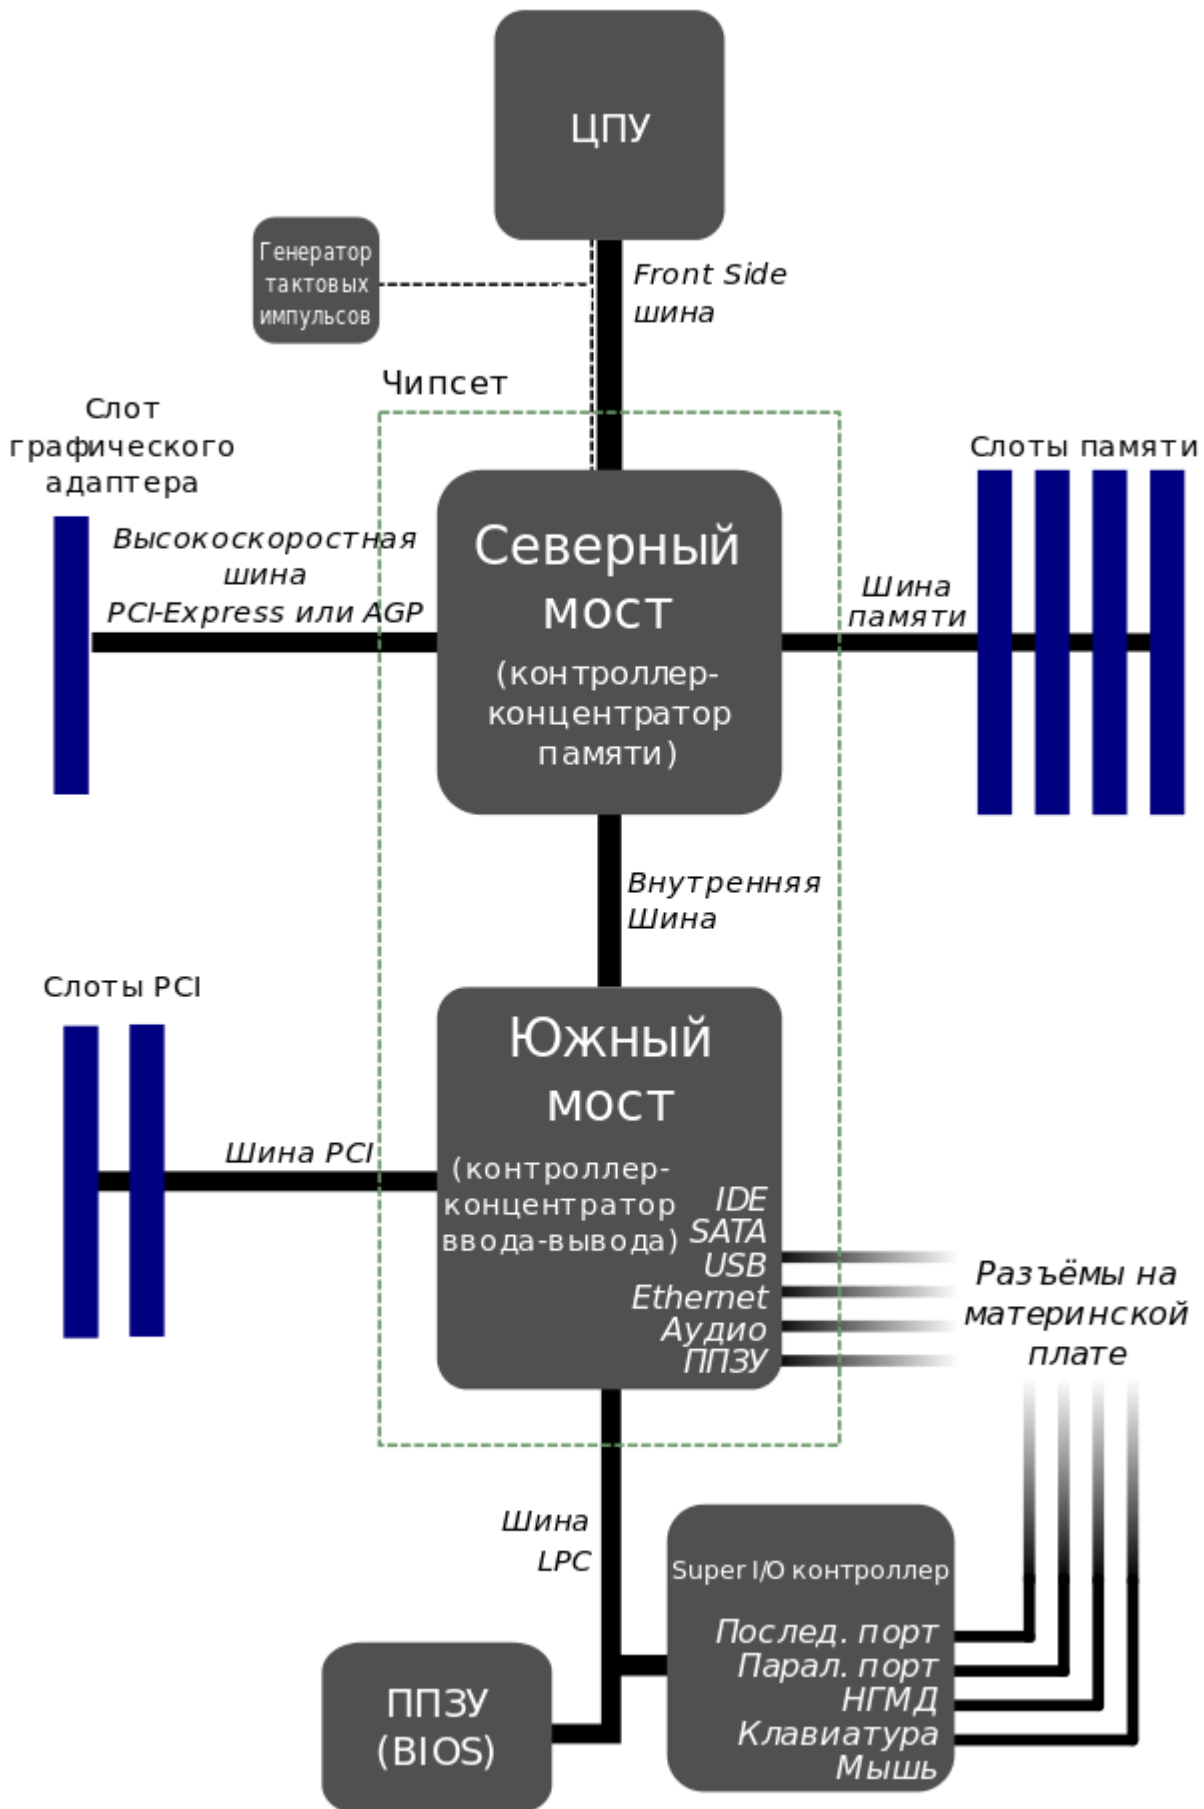 ЦПУ
Генератор
тактовых
импульсов
Front Side
шина
Чипсет
Слот
графического
адаптера
Высокоскоростная
шина
PCI-Express или AGP
Северный
мост
(контроллер-
концентратор
памяти)
Слоты памяти
Шина
памяти
Внутренняя
Шина
Слоты PCI
Шина PCI
Южный
мост
(контроллер-
концентратор
ввода-вывода)
IDE
SATA
USB
Ethernet
Аудио
ППЗУ
Разъёмы на
материнской
плате
Шина
LPC
Super I/O контроллер
Послед. порт
Парал. порт
НГМД
Клавиатура
Мышь
ППЗУ
(BIOS)